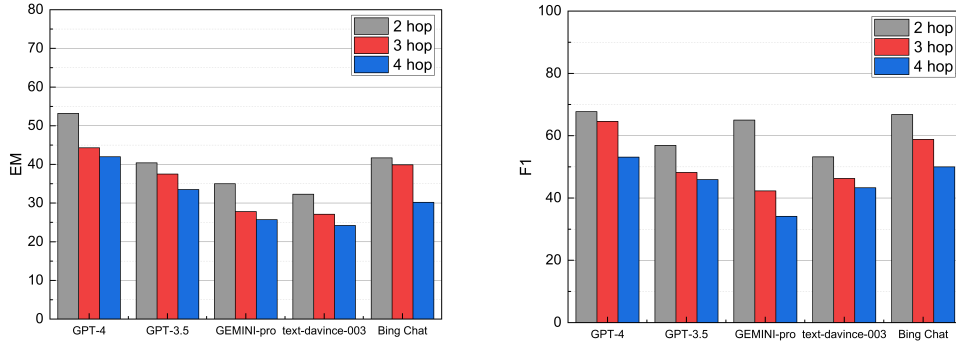 80
70
60
50
40
30
20
10
0
EM
2 hop
3 hop
4 hop
GPT-4
GPT-3.5
GEMINI-pro
text-davince-003
Bing Chat
100
80
60
40
20
0
F1
2 hop
3 hop
4 hop
GPT-4
GPT-3.5
GEMINI-pro
text-davince-003
Bing Chat